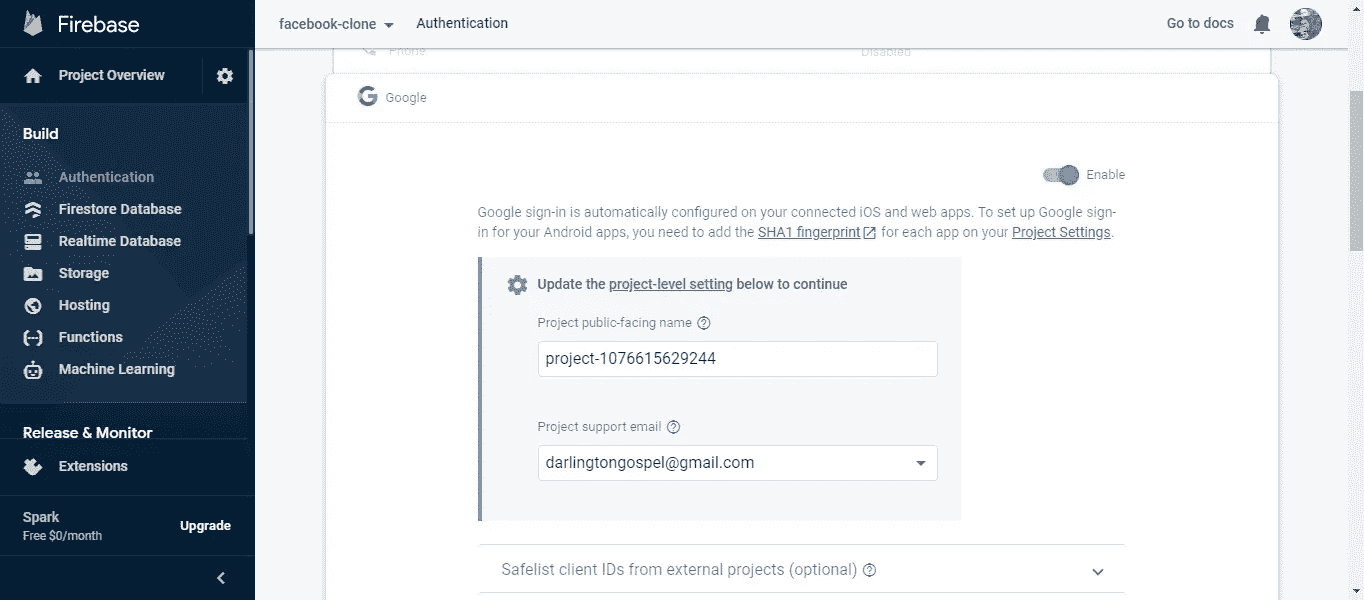 Firebase
facebook-clone
Authentication
Go to docs
Project Overview
Phone
Disabled
Google
Build
Authentication
Firestore Database
Realtime Database
Storage
Hosting
Functions
Machine Learning
Release & Monitor
Extensions
Spark
Free $0/month
Upgrade
Enable
Google sign-in is automatically configured on your connected iOS and web apps. To set up Google sign-
in for your Android apps, you need to add the SHA1 fingerprint for each app on your Project Settings.
Update the project-level setting below to continue
Project public-facing name
project-1076615629244
Project support email
darlingtongospel@gmail.com
Safelist client IDs from external projects (optional)